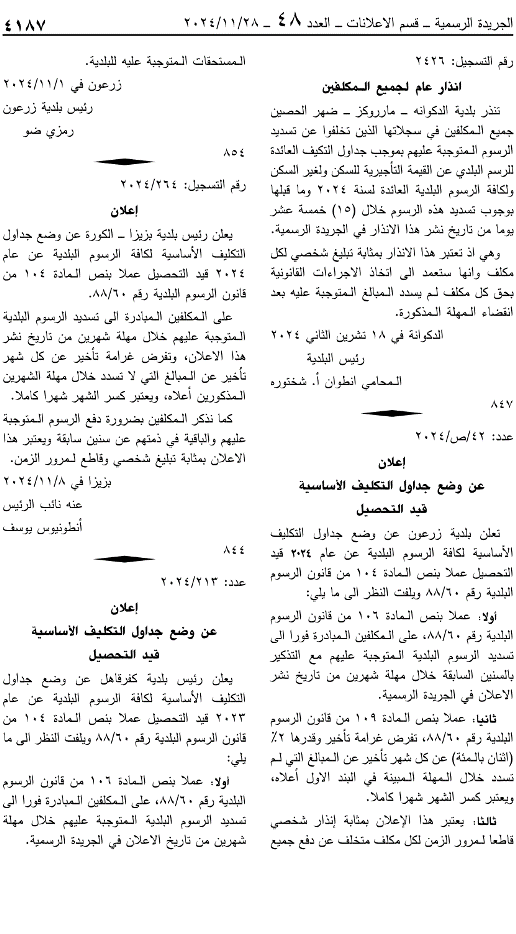 الجريدة الرسمية ــ قسم الاعلانات ــ العدد ٤٨ ــ ٢٠٢٤/١١/٢٨
٤١٨٧
رقم التسجيل: ٢٤٢٦
انذار عام لجميع المكلفين
تنذر بلدية الدكوانه ــ مارروكز ــ ضهر الحصين
جميع المكلفين في سجلاتها الذين تخلفوا عن تسديد
الرسوم المتوجبة عليهم بموجب جداول التكيف العائدة
للرسم البلدي عن القيمة التأجيرية للسكن ولغير السكن
ولكافة الرسوم البلدية العائدة لسنة ٢٠٢٤ وما قبلها
بوجوب تسديد هذه الرسوم خلال (١٥) خمسة عشر
يوما من تاريخ نشر هذا الانذار في الجريدة الرسمية.
وهي اذ تعتبر هذا الانذار بمثابة تبليغ شخصي لكل
مكلف وانها ستعمد الى اتخاذ الاجراءات القانونية
بحق كل مكلف لم يسدد المبالغ المتوجبة عليه بعد
انقضاء المهلة المذكورة.
الدكوانة في ١٨ تشرين الثاني ٢٠٢٤
رئيس البلدية
المحامي انطوان أ. شختوره
٨٤٧
عدد: ٤٢/ص/٢٠٢٤
إعلان
عن وضع جداول التكليف الأساسية
قيد التحصيل
تعلن بلدية زرعون عن وضع جداول التكليف
الأساسية لكافة الرسوم البلدية عن عام ٢٠٢٤ قيد
التحصيل عملا بنص المادة ١٠٤ من قانون الرسوم
البلدية رقم ٨٨/٦٠ ويلفت النظر الى ما يلي:
أولا: عملا بنص المادة ١٠٦ من قانون الرسوم
البلدية رقم ٨٨/٦٠، على المكلفين المبادرة فورا الى
تسديد الرسوم البلدية المتوجبة عليهم مع التذكير
بالسنين السابقة خلال مهلة شهرين من تاريخ نشر
الاعلان في الجريدة الرسمية.
ثانيا: عملا بنص المادة ١٠٩ من قانون الرسوم
البلدية رقم ٨٨/٦٠، تفرض غرامة تأخير وقدرها ٢٪
(اثنان بالمئة) عن كل شهر تأخير عن المبالغ التي لم
تسدد خلال المهلة المبينة في البند الاول أعلاه،
ويعتبر كسر الشهر شهرا كاملا.
ثالثا: يعتبر هذا الإعلان بمثابة إنذار شخصي
قاطعا لمرور الزمن لكل مكلف متخلف عن دفع جميع
المستحقات المتوجبة عليه للبلدية.
زرعون في ٢٠٢٤/١١/١
رئيس بلدية زرعون
رمزي ضو
٨٥٤
رقم التسجيل: ٢٠٢٤/٢٦٤
إعلان
يعلن رئيس بلدية بزيزا ــ الكورة عن وضع جداول
التكليف الأساسية لكافة الرسوم البلدية عن عام
٢٠٢٤ قيد التحصيل عملا بنص المادة ١٠٤ من
قانون الرسوم البلدية رقم ٨٨/٦٠.
على المكلفين المبادرة الى تسديد الرسوم البلدية
المتوجبة عليهم خلال مهلة شهرين من تاريخ نشر
هذا الاعلان، وتفرض غرامة تأخير عن كل شهر
تأخير عن المبالغ التي لا تسدد خلال مهلة الشهرين
المذكورين أعلاه، ويعتبر كسر الشهر شهرا كاملا.
كما نذكر المكلفين بضرورة دفع الرسوم المتوجبة
عليهم والباقية في ذمتهم عن سنين سابقة ويعتبر هذا
الاعلان بمثابة تبليغ شخصي وقاطع لمرور الزمن.
بزيزا في ٢٠٢٤/١١/٨
عنه نائب الرئيس
أنطونيوس يوسف
٨٤٤
عدد: ٢٠٢٤/٢١٣
إعلان
عن وضع جداول التكليف الأساسية
قيد التحصيل
يعلن رئيس بلدية كفرقاهل عن وضع جداول
التكليف الأساسية لكافة الرسوم البلدية عن عام
٢٠٢٣ قيد التحصيل عملا بنص المادة ١٠٤ من
قانون الرسوم البلدية رقم ٨٨/٦٠ ويلفت النظر الى ما
يلي:
أولا: عملا بنص المادة ١٠٦ من قانون الرسوم
البلدية رقم ٨٨/٦٠، على المكلفين المبادرة فورا الى
تسديد الرسوم البلدية المتوجبة عليهم خلال مهلة
شهرين من تاريخ الاعلان في الجريدة الرسمية.